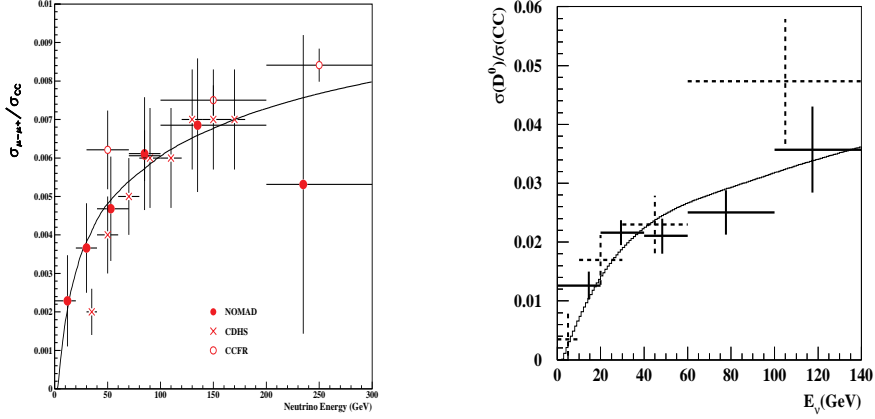 0.01
0.009
0.008
0.007
0.006
0.005
0.004
0.003
0.002
0.001
0
σμ-μ+/σCC
NOMAD
CDHS
CCFR
0 50 100 150 200 250 300
Neutrino Energy (GeV)
0.06
0.05
0.04
0.03
0.02
0.01
0
σ(D⁰)/σ(CC)
0 20 40 60 80 100 120 140
Eν(GeV)